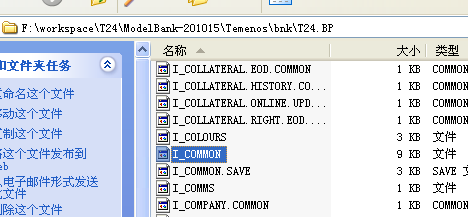 F:\workspace\T24\ModelBank-201015\Temenos\bnk\T24.BP
和文件夹任务
名称 大小 类型
I_COLLATERAL.EOD.COMMON 1 KB COMMON
I_COLLATERAL.HISTORY.CO... 1 KB COMMON
I_COLLATERAL.ONLINE.UPD... 1 KB COMMON
I_COLLATERAL.RIGHT.EOD.... 1 KB COMMON
I_COLOURS 3 KB 文件
I_COMMON 9 KB 文件
I_COMMON.SAVE 3 KB SAVE 文
I_COMMS 1 KB 文件
I_COMPANY.COMMON 1 KB COMMON
命名这个文件
动这个文件
制这个文件
这个文件发布到
eb
电子邮件形式发送
文件
除这个文件